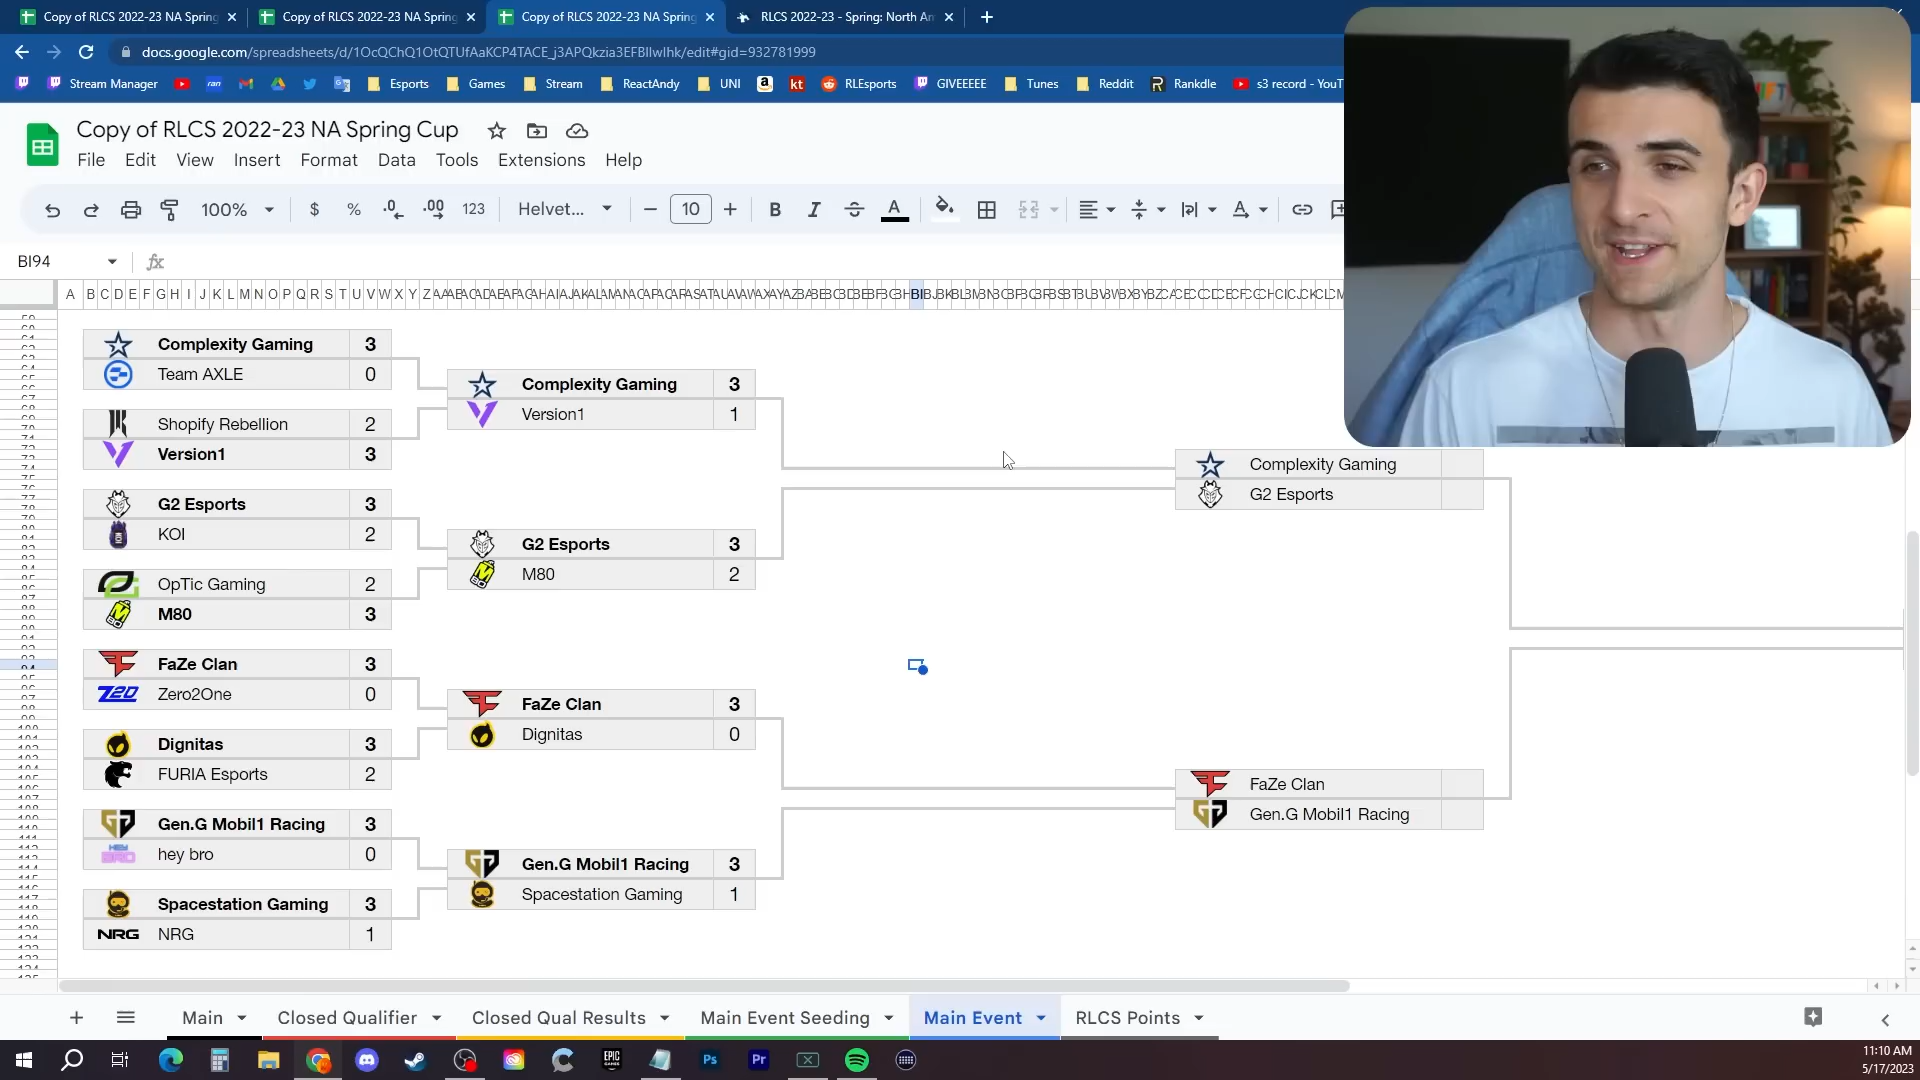 Copy of RLCS 2022-23 NA Spring
Copy of RLCS 2022-23 NA Spring
Copy of RLCS 2022-23 NA Spring
RLCS 2022-23 - Spring: North Am
docs.google.com/spreadsheets/d/1OcQChQ1OtQTUfAaKCP4TACE_j3APQkzia3EFBIlwIhk/edit#gid=932781999
Stream Manager
Esports
Games
Stream
ReactAndy
UNI
RLEsports
GIVEEEEE
Tunes
Reddit
Rankdle
s3 record - YouT
Copy of RLCS 2022-23 NA Spring Cup
File Edit View Insert Format Data Tools Extensions Help
100% $ % .0 .00 123 Helvet... 10 B I A
BI94
Complexity Gaming 3
Team AXLE 0
Shopify Rebellion 2
Version1 3
G2 Esports 3
KOI 2
OpTic Gaming 2
M80 3
FaZe Clan 3
Zero2One 0
Dignitas 3
FURIA Esports 2
Gen.G Mobil1 Racing 3
hey bro 0
Spacestation Gaming 3
NRG NRG 1
Complexity Gaming 3
Version1 1
G2 Esports 3
M80 2
FaZe Clan 3
Dignitas 0
Gen.G Mobil1 Racing 3
Spacestation Gaming 1
Complexity Gaming
G2 Esports
FaZe Clan
Gen.G Mobil1 Racing
Main
Closed Qualifier
Closed Qual Results
Main Event Seeding
Main Event
RLCS Points
11:10 AM
5/17/2023